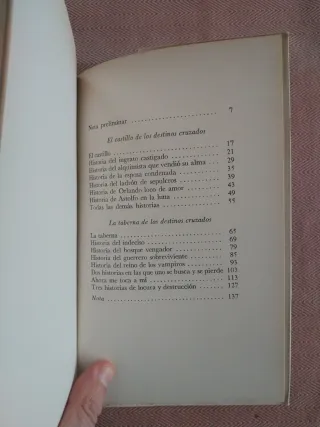 Nota preliminar ........................ 7
El castillo de los destinos cruzados
El castillo ........................ 17
Historia del ingrato castigado ............ 21
Historia del alquimista que vendió su alma .... 29
Historia de la esposa condenada ........... 35
Historia del ladrón de sepulcros ........... 39
Historia de Orlando loco de amor .......... 43
Historia de Astolfo en la luna ............. 49
Todas las demás historias ................ 55
La taberna de los destinos cruzados
La taberna ........................ 65
Historia del indeciso .................... 69
Historia del bosque vengador .............. 79
Historia del guerrero sobreviviente ......... 85
Historia del reino de los vampiros .......... 93
Dos historias en las que uno se busca y se pierde 103
Ahora me toca a mí ..................... 113
Tres historias de locura y destrucción ....... 127
Nota ............................ 137